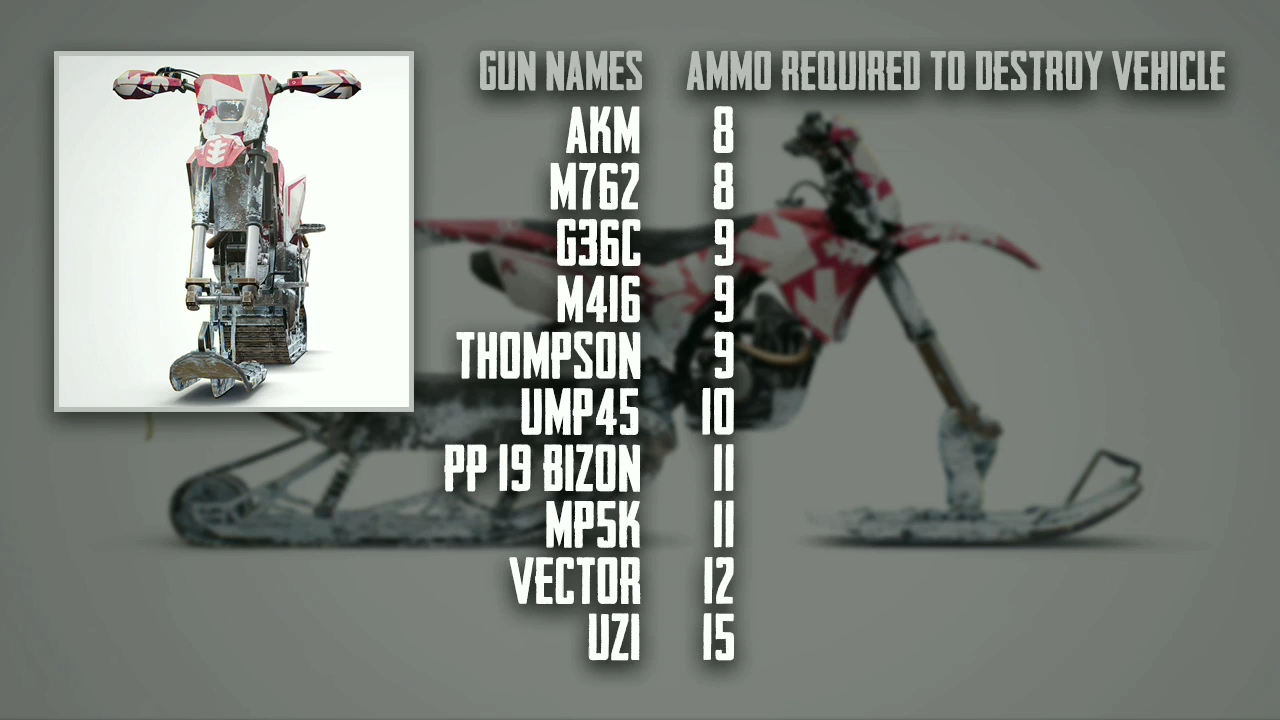 GUN NAMES AMMO REQUIRED TO DESTROY VEHICLE
AKM 8
M762 8
G36C 9
M416 9
THOMPSON 9
UMP45 10
PP 19 BIZON 11
MP5K 11
VECTOR 12
UZI 15